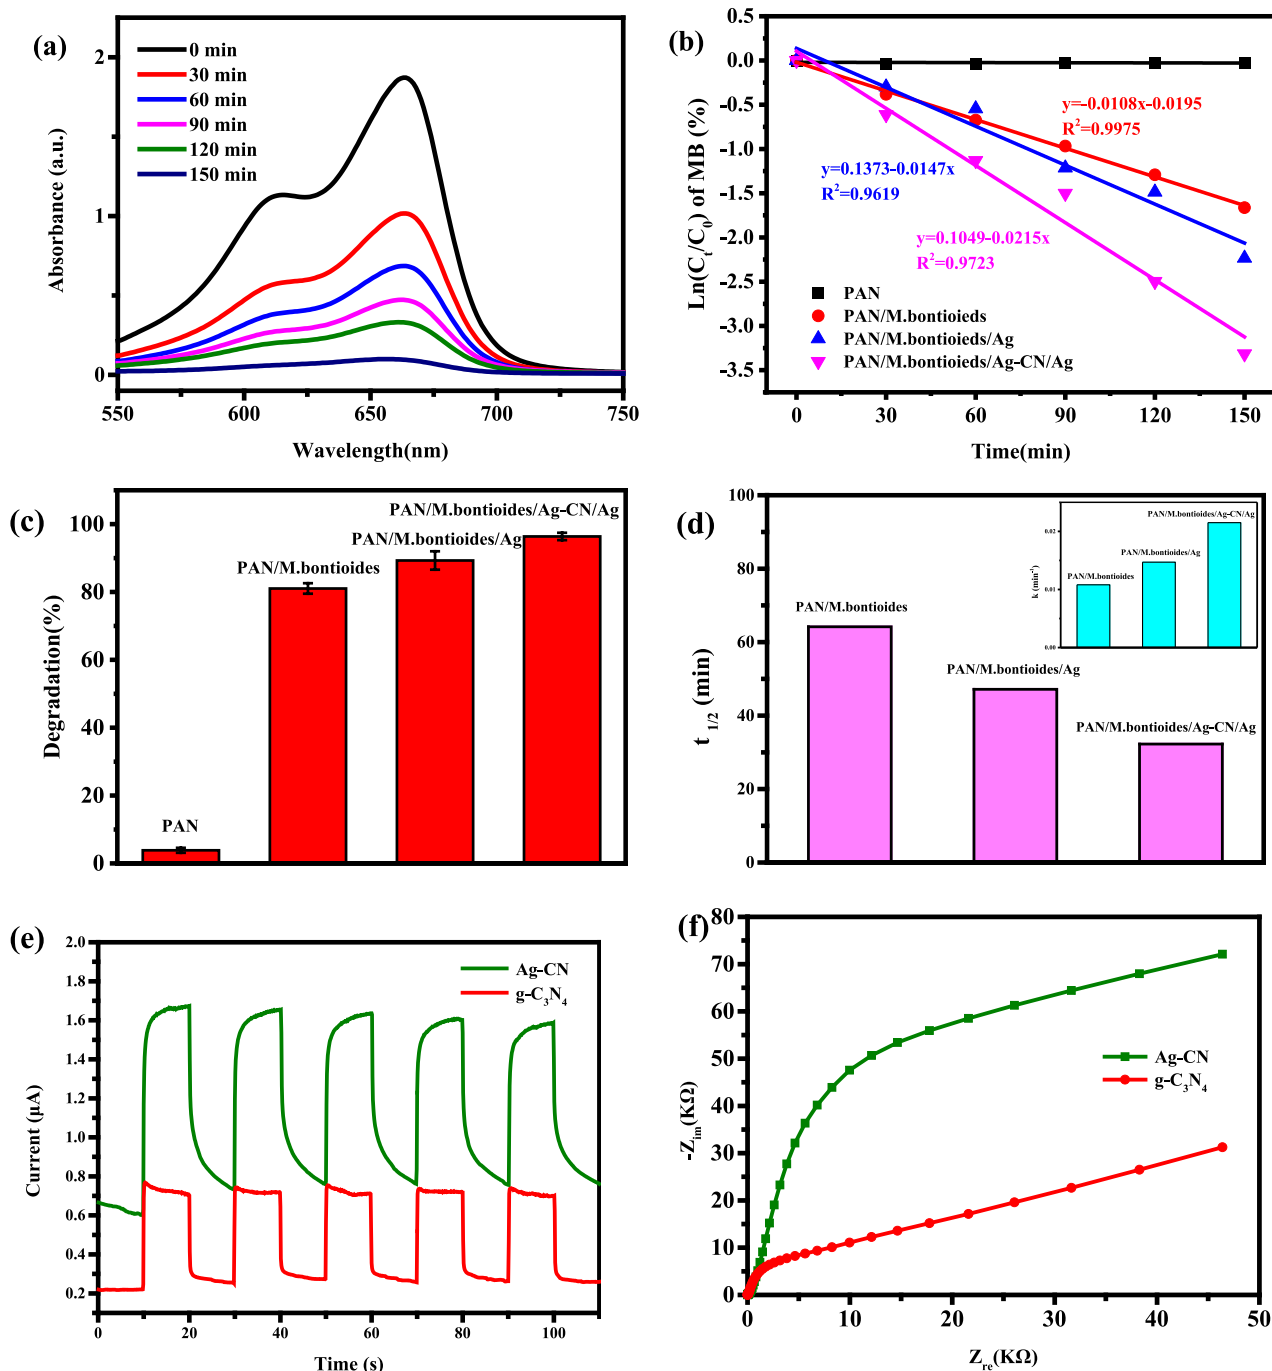 (a)
0 min
30 min
60 min
90 min
120 min
150 min
2
1
0
Absorbance (a.u.)
550 600 650 700 750
Wavelength(nm)
(b)
0.5
0.0
-0.5
-1.0
-1.5
-2.0
-2.5
-3.0
-3.5
Ln(Ct/C0) of MB (%)
y=-0.0108x-0.0195
R²=0.9975
y=0.1373-0.0147x
R²=0.9619
y=0.1049-0.0215x
R²=0.9723
PAN
PAN/M.bontioieds
PAN/M.bontioieds/Ag
PAN/M.bontioieds/Ag-CN/Ag
0 30 60 90 120 150
Time(min)
(c)
100
80
60
40
20
0
Degradation(%)
PAN/M.bontioides/Ag-CN/Ag
PAN/M.bontioides/Ag
PAN/M.bontioides
PAN
(d)
100
80
60
40
20
0
t 1/2 (min)
PAN/M.bontioides
PAN/M.bontioides/Ag
PAN/M.bontioides/Ag-CN/Ag
0.02
0.01
0.00
k (min⁻¹)
PAN/M.bontioides/Ag-CN/Ag
PAN/M.bontioides/Ag
PAN/M.bontioides
(e)
2.0
1.8
1.6
1.4
1.2
1.0
0.8
0.6
0.4
0.2
Current (µA)
Ag-CN
g-C₃N₄
0 20 40 60 80 100
Time (s)
(f)
80
70
60
50
40
30
20
10
0
-Zim(KΩ)
Ag-CN
g-C₃N₄
0 10 20 30 40 50
Zre(KΩ)